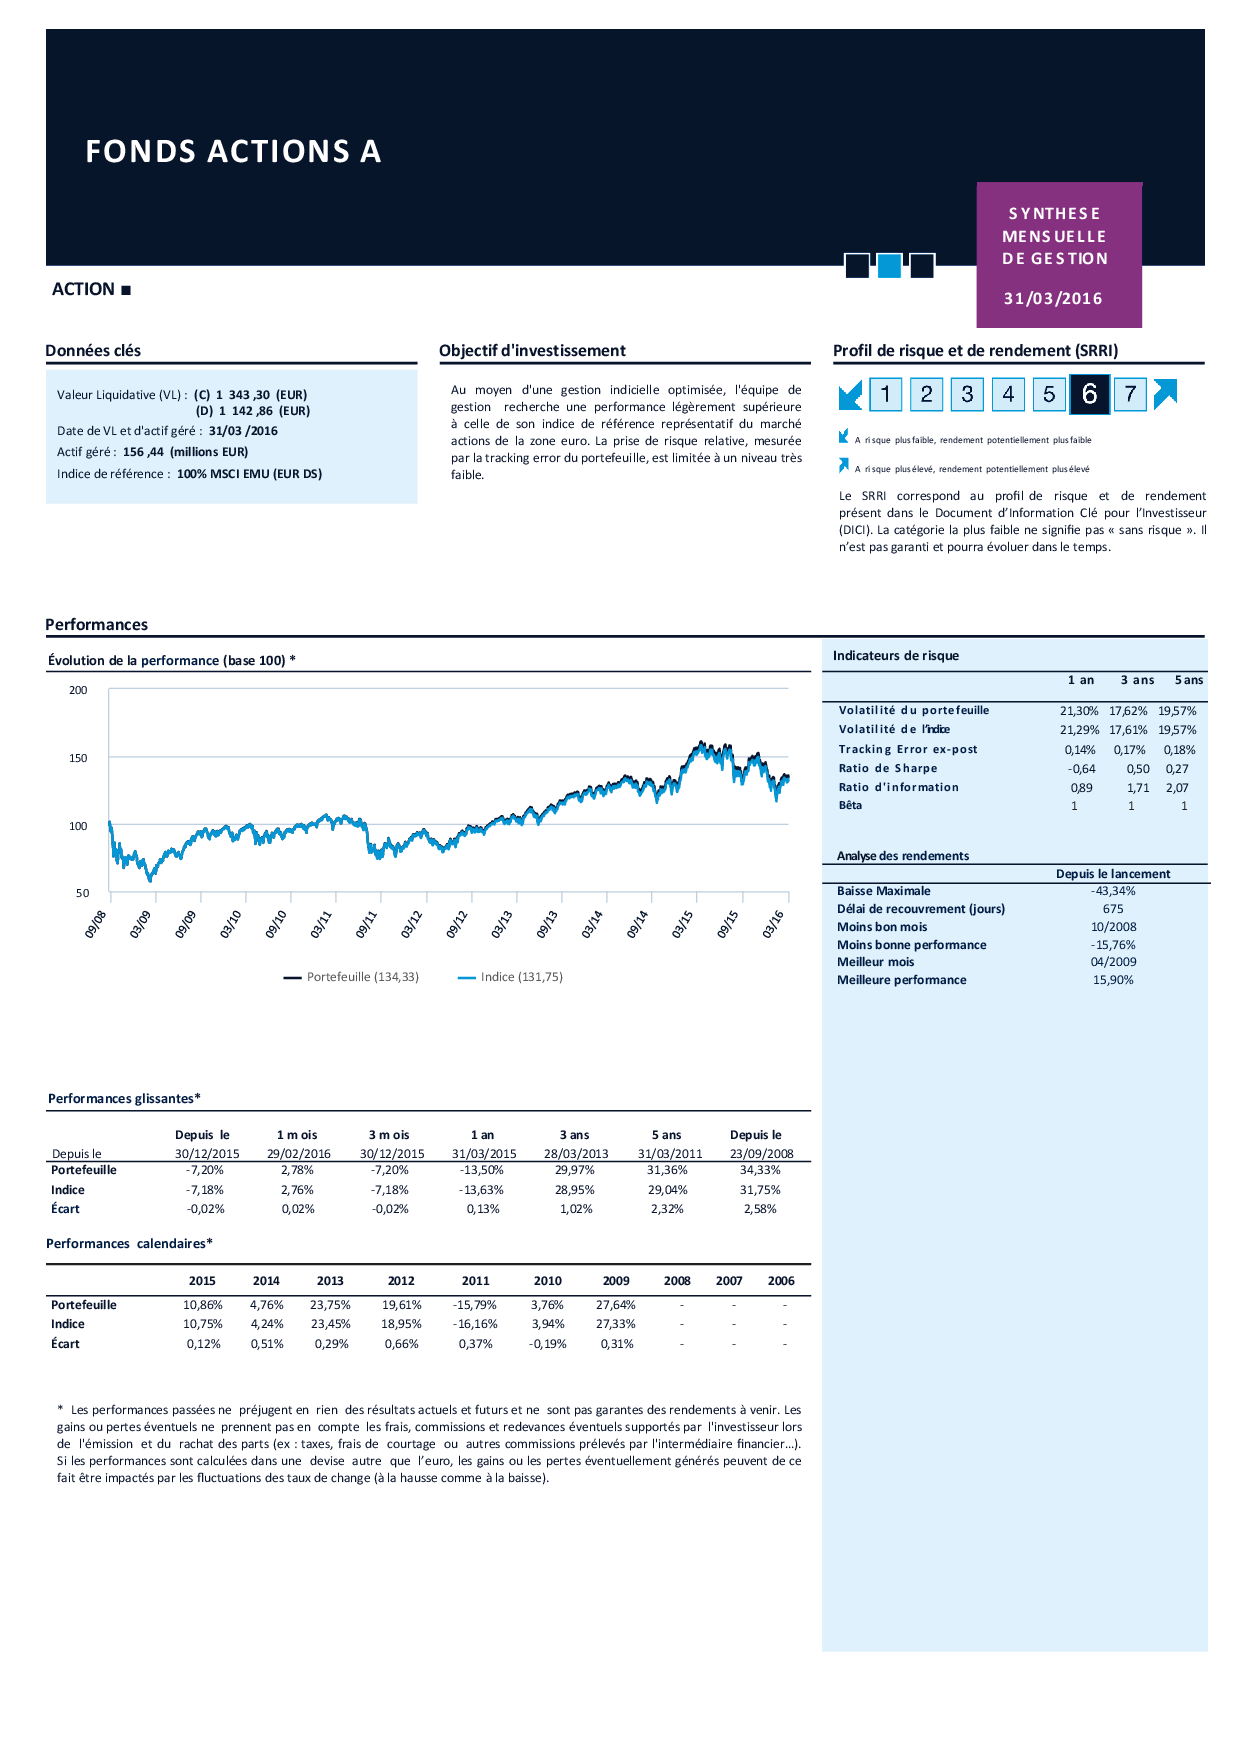 FONDS ACTIONS A
SYNTHESE
MENSUELLE
DE GESTION
31/03/2016
ACTION ■
Données clés
Valeur Liquidative (VL) : (C) 1 343 ,30 (EUR)
(D) 1 142 ,86 (EUR)
Date de VL et d'actif géré : 31/03 /2016
Actif géré : 156 ,44 (millions EUR)
Indice de référence : 100% MSCI EMU (EUR DS)
Objectif d'investissement
Au moyen d'une gestion indicielle optimisée, l'équipe de
gestion recherche une performance légèrement supérieure
à celle de son indice de référence représentatif du marché
actions de la zone euro. La prise de risque relative, mesurée
par la tracking error du portefeuille, est limitée à un niveau très
faible.
Profil de risque et de rendement (SRRI)
1 2 3 4 5 6 7
A risque plus faible, rendement potentiellement plus faible
A risque plus élevé, rendement potentiellement plus élevé
Le SRRI correspond au profil de risque et de rendement
présent dans le Document d’Information Clé pour l’Investisseur
(DICI). La catégorie la plus faible ne signifie pas « sans risque ». Il
n’est pas garanti et pourra évoluer dans le temps.
Performances
Évolution de la performance (base 100) *
200
150
100
50
09/08 03/09 09/09 03/10 09/10 03/11 09/11 03/12 09/12 03/13 09/13 03/14 09/14 03/15 09/15 03/16
Portefeuille (134,33) Indice (131,75)
Indicateurs de risque
1 an 3 ans 5 ans
Volatilité du portefeuille 21,30% 17,62% 19,57%
Volatilité de l’indice 21,29% 17,61% 19,57%
Tracking Error ex-post 0,14% 0,17% 0,18%
Ratio de Sharpe -0,64 0,50 0,27
Ratio d'information 0,89 1,71 2,07
Bêta 1 1 1
Analyse des rendements
Depuis le lancement
Baisse Maximale -43,34%
Délai de recouvrement (jours) 675
Moins bon mois 10/2008
Moins bonne performance -15,76%
Meilleur mois 04/2009
Meilleure performance 15,90%
Performances glissantes*
Depuis le 1 m ois 3 m ois 1 an 3 ans 5 ans Depuis le
Depuis le 30/12/2015 29/02/2016 30/12/2015 31/03/2015 28/03/2013 31/03/2011 23/09/2008
Portefeuille -7,20% 2,78% -7,20% -13,50% 29,97% 31,36% 34,33%
Indice -7,18% 2,76% -7,18% -13,63% 28,95% 29,04% 31,75%
Écart -0,02% 0,02% -0,02% 0,13% 1,02% 2,32% 2,58%
Performances calendaires*
2015 2014 2013 2012 2011 2010 2009 2008 2007 2006
Portefeuille 10,86% 4,76% 23,75% 19,61% -15,79% 3,76% 27,64% - - -
Indice 10,75% 4,24% 23,45% 18,95% -16,16% 3,94% 27,33% - - -
Écart 0,12% 0,51% 0,29% 0,66% 0,37% -0,19% 0,31% - - -
* Les performances passées ne préjugent en rien des résultats actuels et futurs et ne sont pas garantes des rendements à venir. Les
gains ou pertes éventuels ne prennent pas en compte les frais, commissions et redevances éventuels supportés par l'investisseur lors
de l'émission et du rachat des parts (ex : taxes, frais de courtage ou autres commissions prélevés par l'intermédiaire financier…).
Si les performances sont calculées dans une devise autre que l’euro, les gains ou les pertes éventuellement générés peuvent de ce
fait être impactés par les fluctuations des taux de change (à la hausse comme à la baisse).